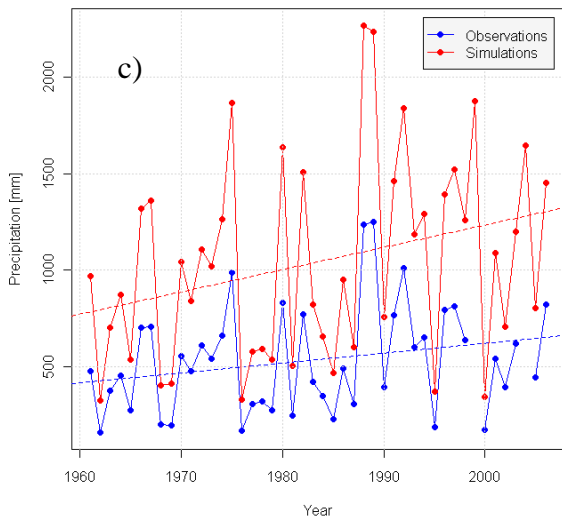 c)
Observations
Simulations
Precipitation [mm]
2000
1500
1000
500
1960 1970 1980 1990 2000
Year